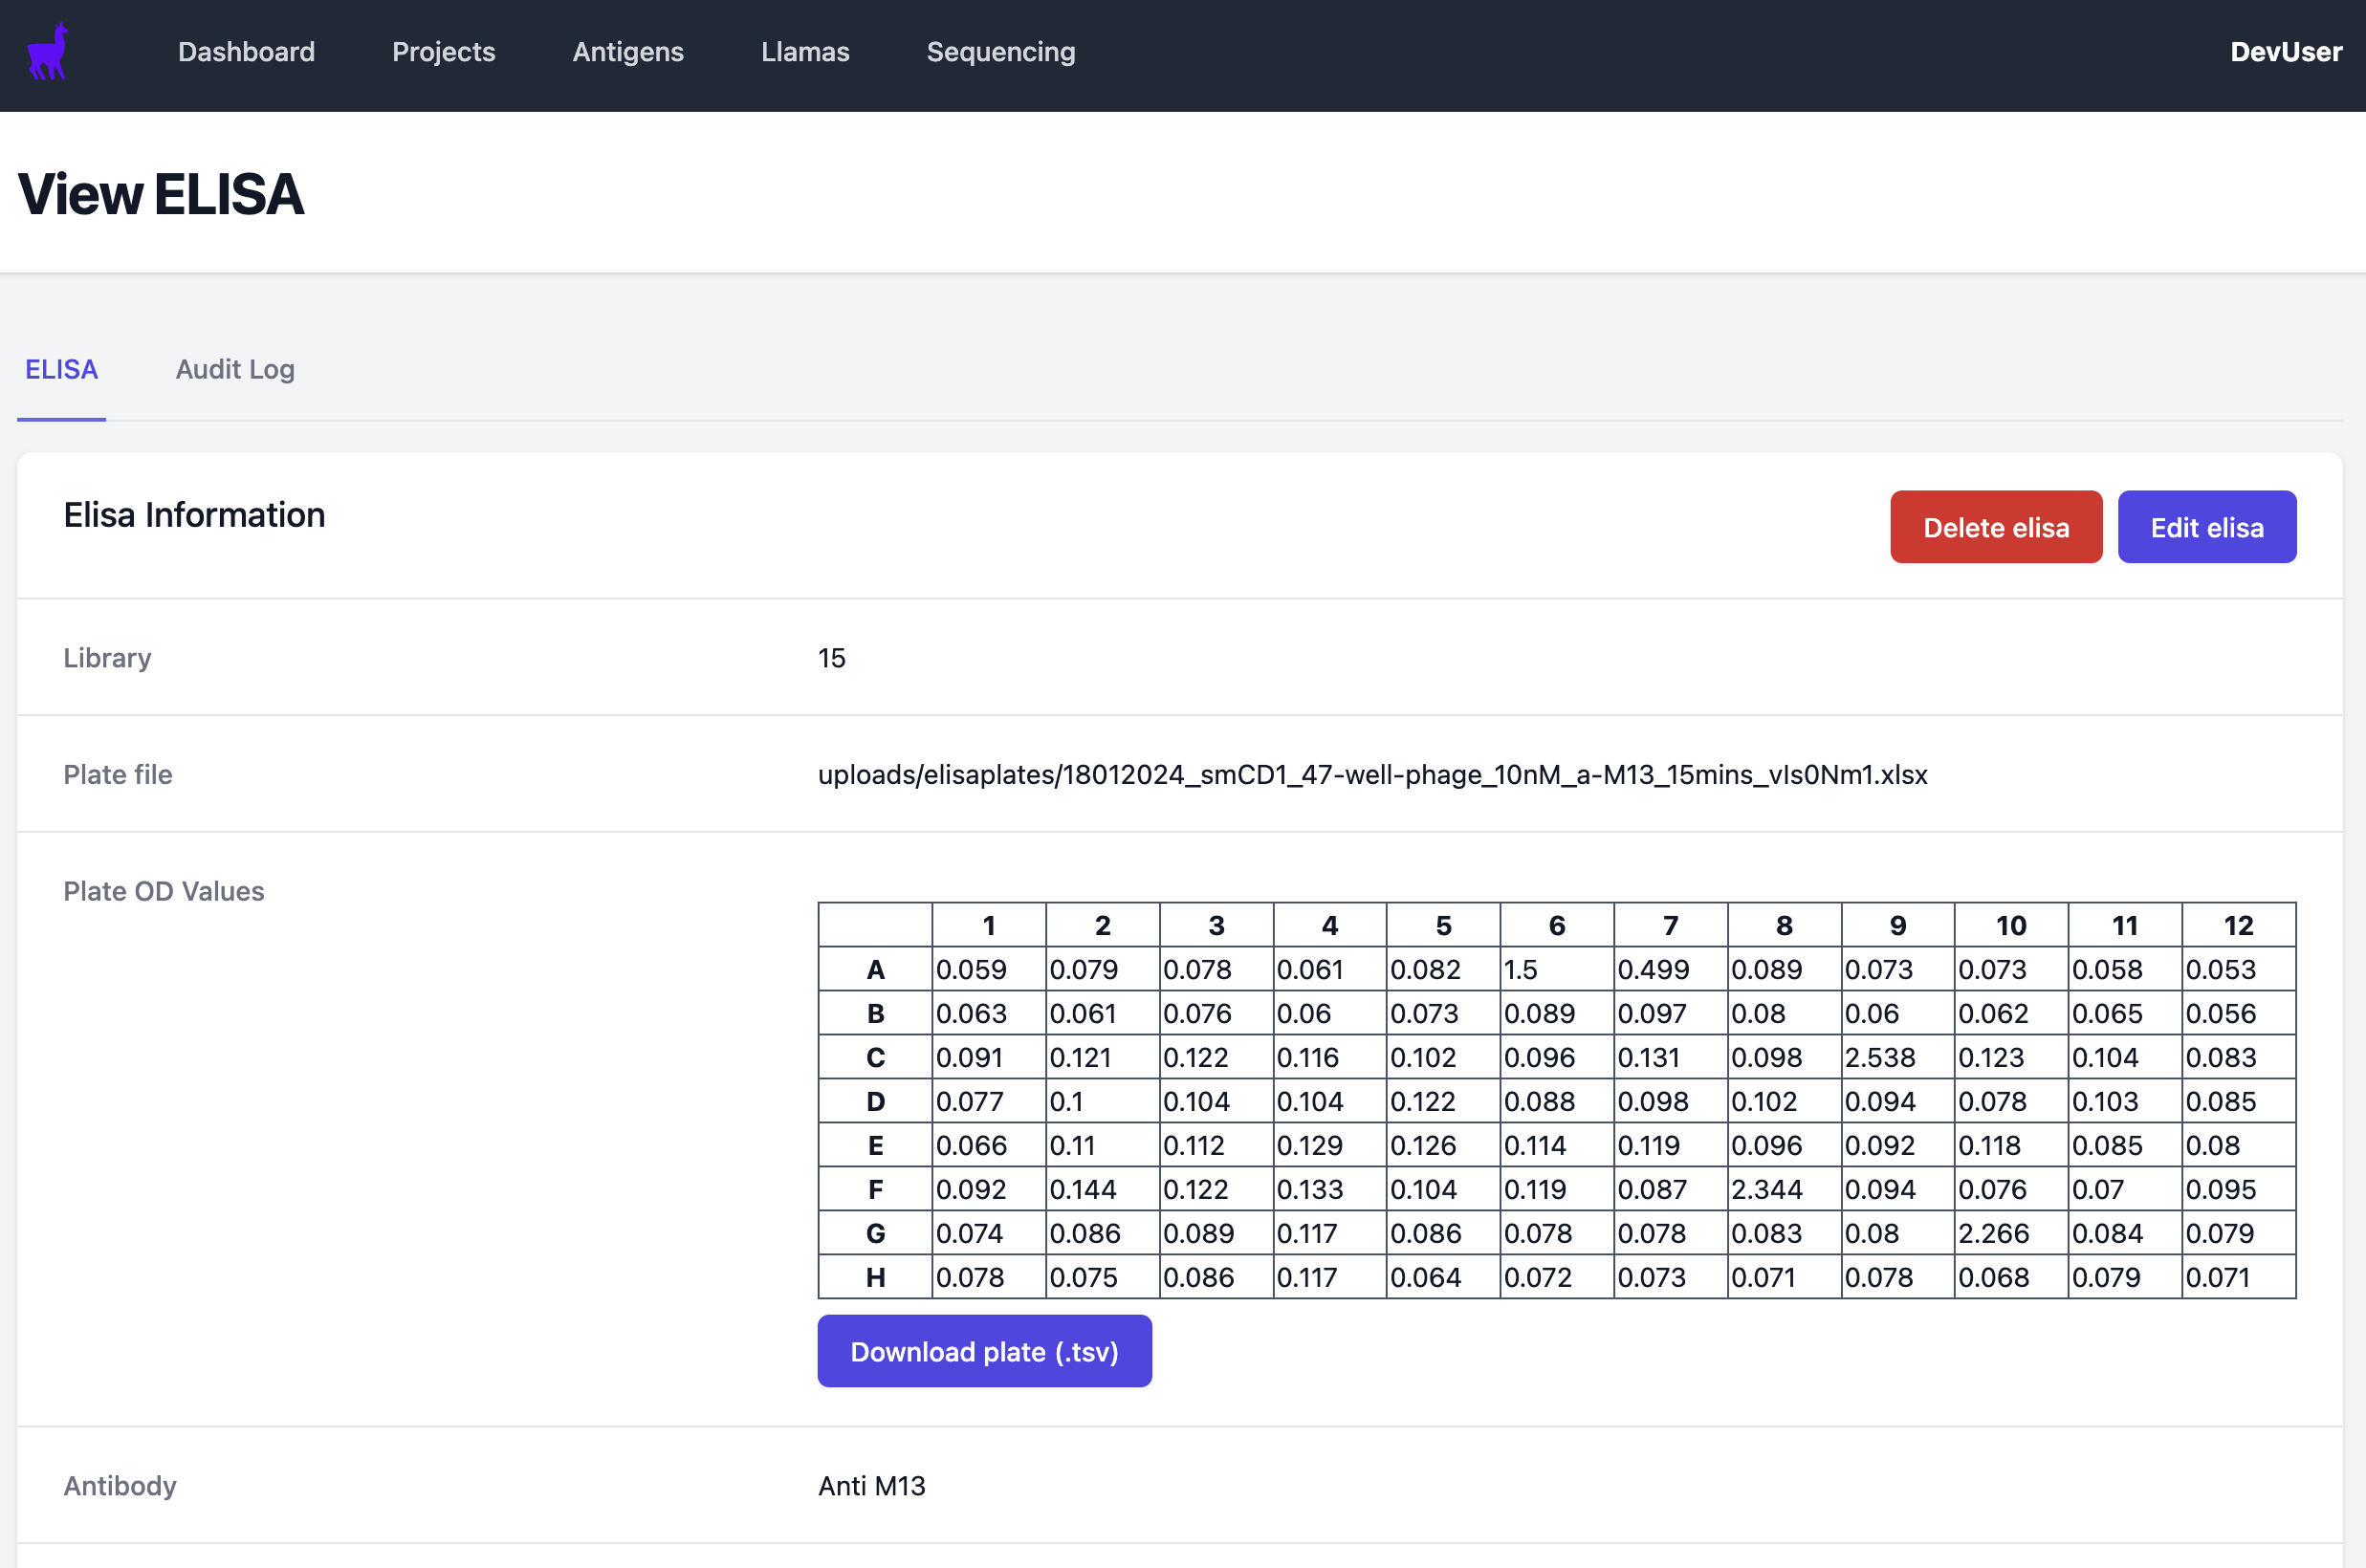 Dashboard Projects Antigens Llamas Sequencing DevUser
View ELISA
ELISA Audit Log
Elisa Information Delete elisa Edit elisa
Library 15
Plate file uploads/elisaplates/18012024_smCD1_47-well-phage_10nM_a-M13_15mins_vIs0Nm1.xlsx
Plate OD Values
1 2 3 4 5 6 7 8 9 10 11 12
A 0.059 0.079 0.078 0.061 0.082 1.5 0.499 0.089 0.073 0.073 0.058 0.053
B 0.063 0.061 0.076 0.06 0.073 0.089 0.097 0.08 0.06 0.062 0.065 0.056
C 0.091 0.121 0.122 0.116 0.102 0.096 0.131 0.098 2.538 0.123 0.104 0.083
D 0.077 0.1 0.104 0.104 0.122 0.088 0.098 0.102 0.094 0.078 0.103 0.085
E 0.066 0.11 0.112 0.129 0.126 0.114 0.119 0.096 0.092 0.118 0.085 0.08
F 0.092 0.144 0.122 0.133 0.104 0.119 0.087 2.344 0.094 0.076 0.07 0.095
G 0.074 0.086 0.089 0.117 0.086 0.078 0.078 0.083 0.08 2.266 0.084 0.079
H 0.078 0.075 0.086 0.117 0.064 0.072 0.073 0.071 0.078 0.068 0.079 0.071
Download plate (.tsv)
Antibody Anti M13